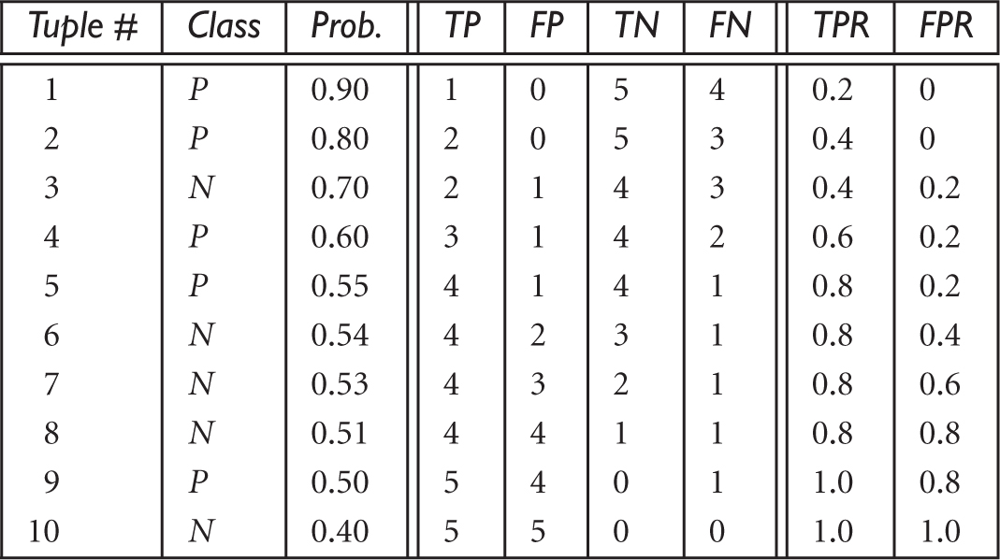 Tuple # Class Prob. TP FP TN FN TPR FPR
1 P 0.90 1 0 5 4 0.2 0
2 P 0.80 2 0 5 3 0.4 0
3 N 0.70 2 1 4 3 0.4 0.2
4 P 0.60 3 1 4 2 0.6 0.2
5 P 0.55 4 1 4 1 0.8 0.2
6 N 0.54 4 2 3 1 0.8 0.4
7 N 0.53 4 3 2 1 0.8 0.6
8 N 0.51 4 4 1 1 0.8 0.8
9 P 0.50 5 4 0 1 1.0 0.8
10 N 0.40 5 5 0 0 1.0 1.0